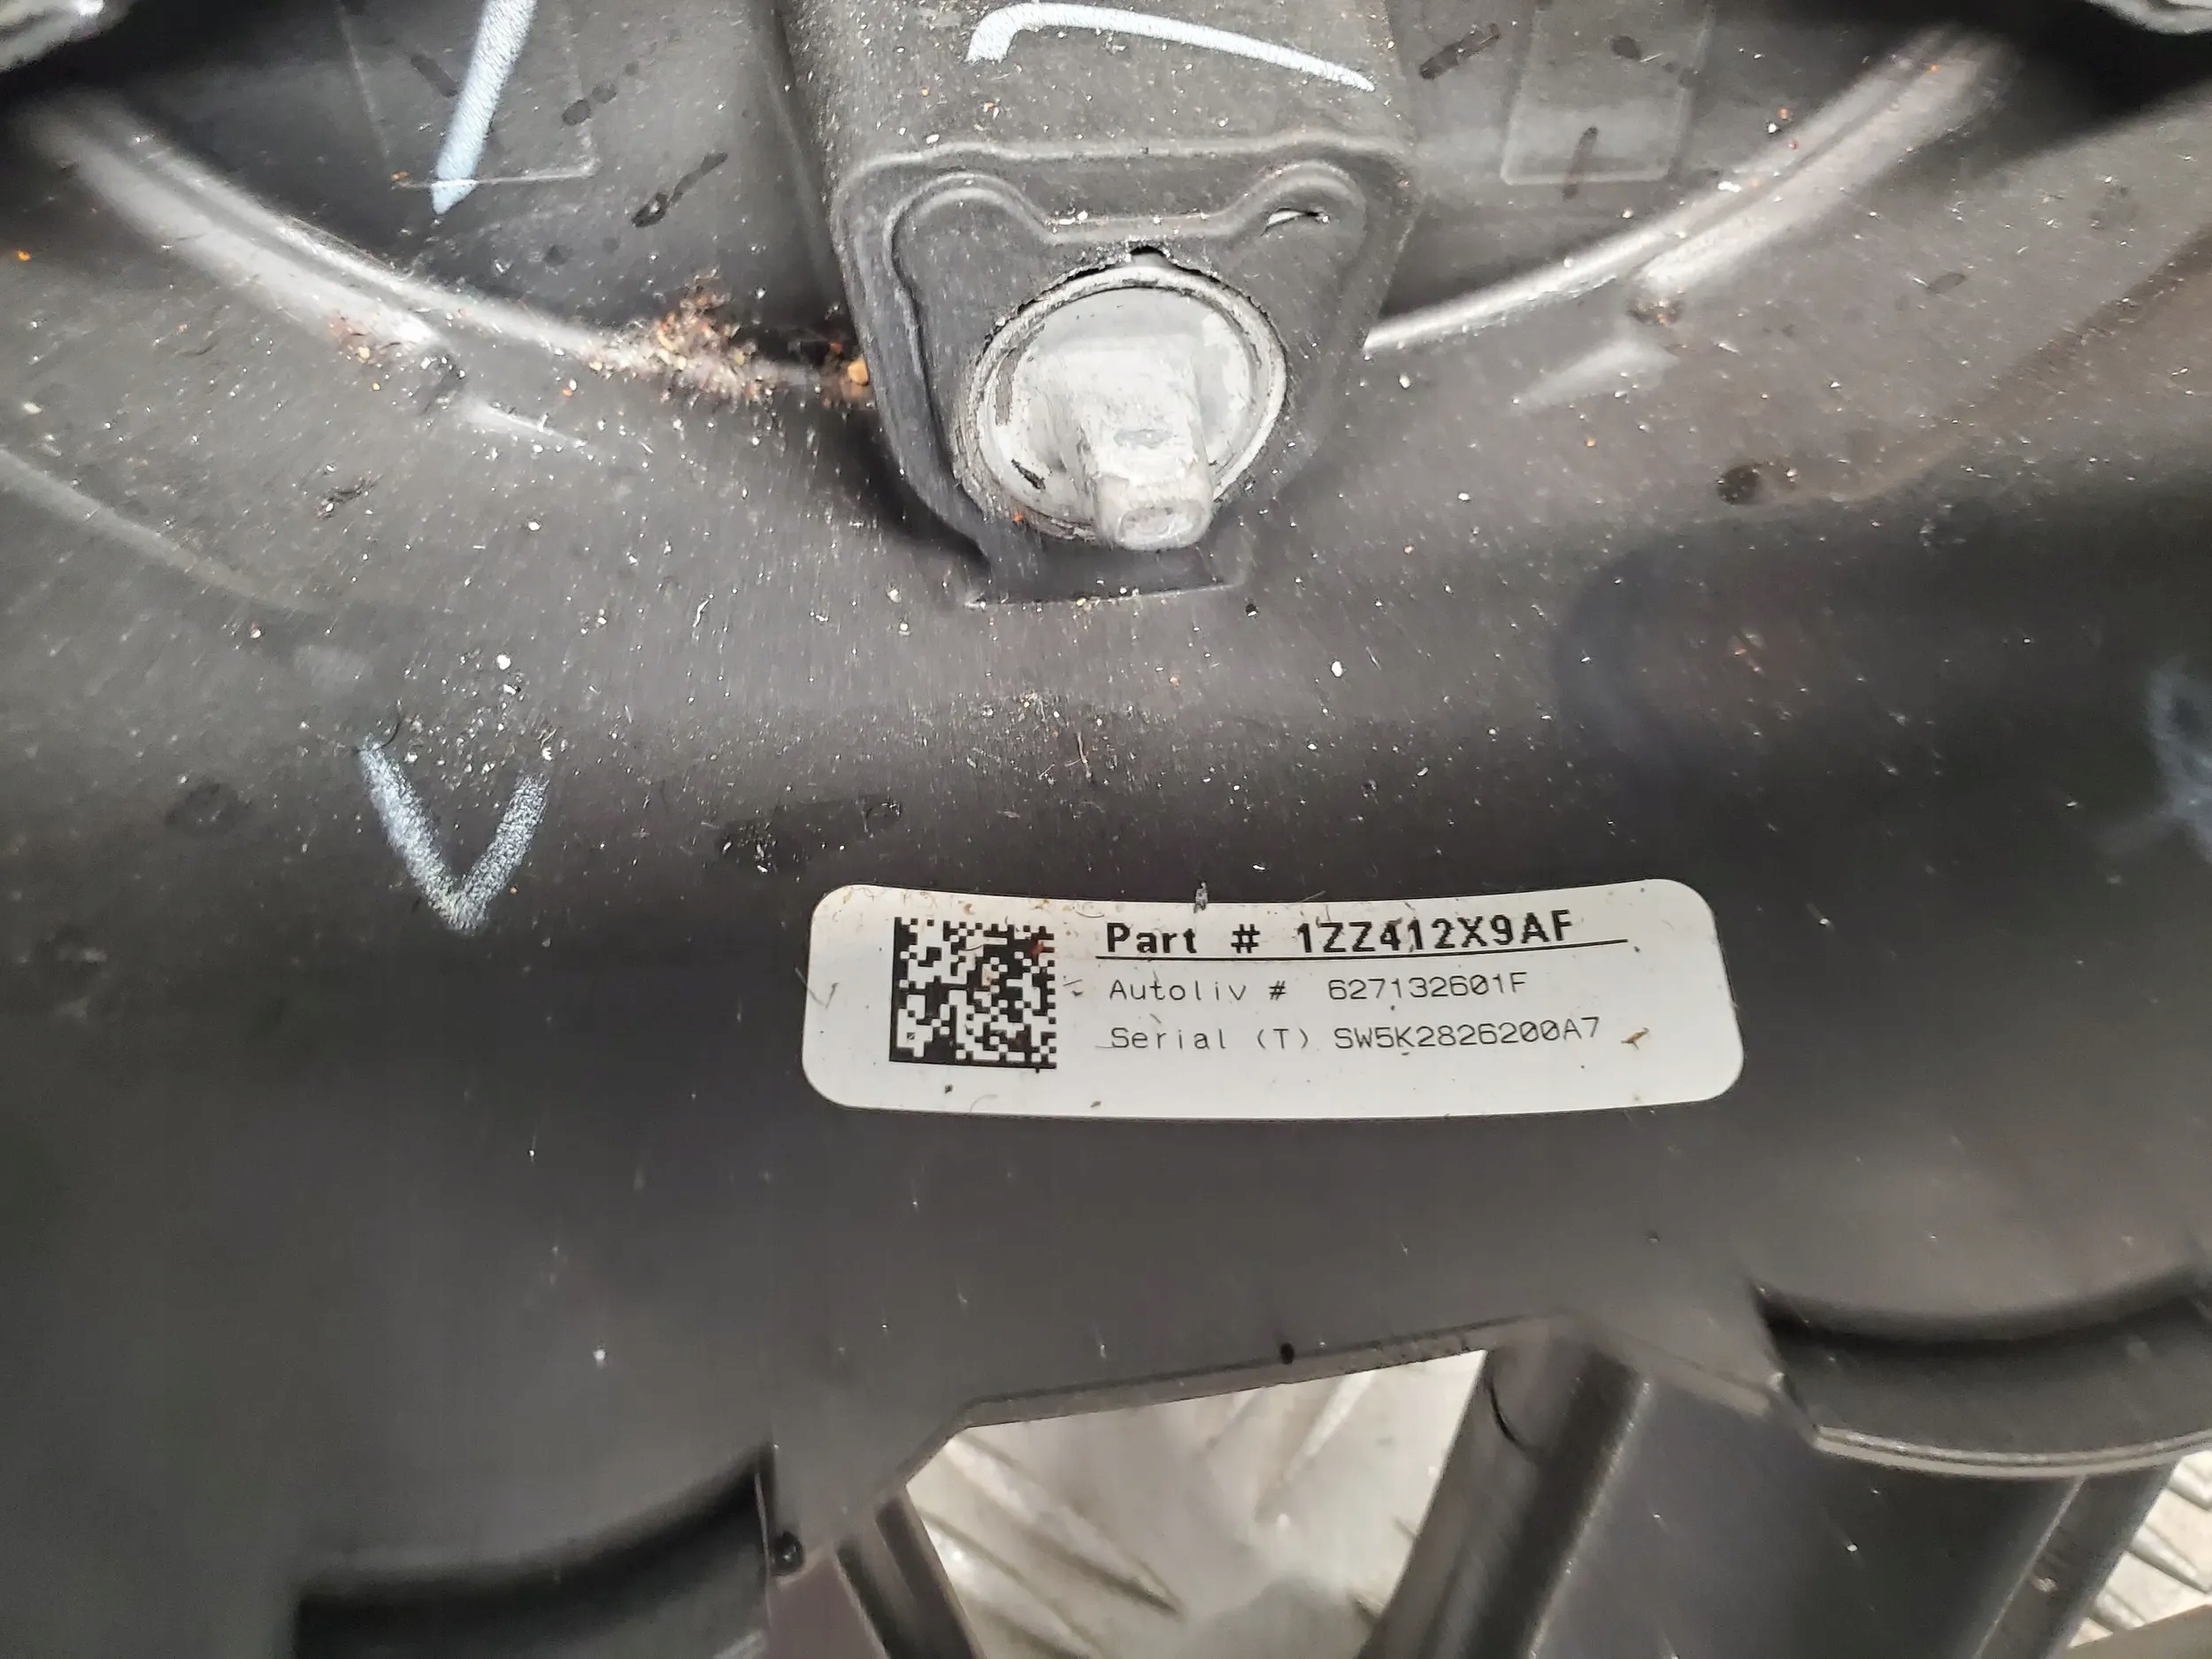 Part # 1ZZ412X9AF
Autoliv # 627132601F
Serial (T) SW5K2826200A7